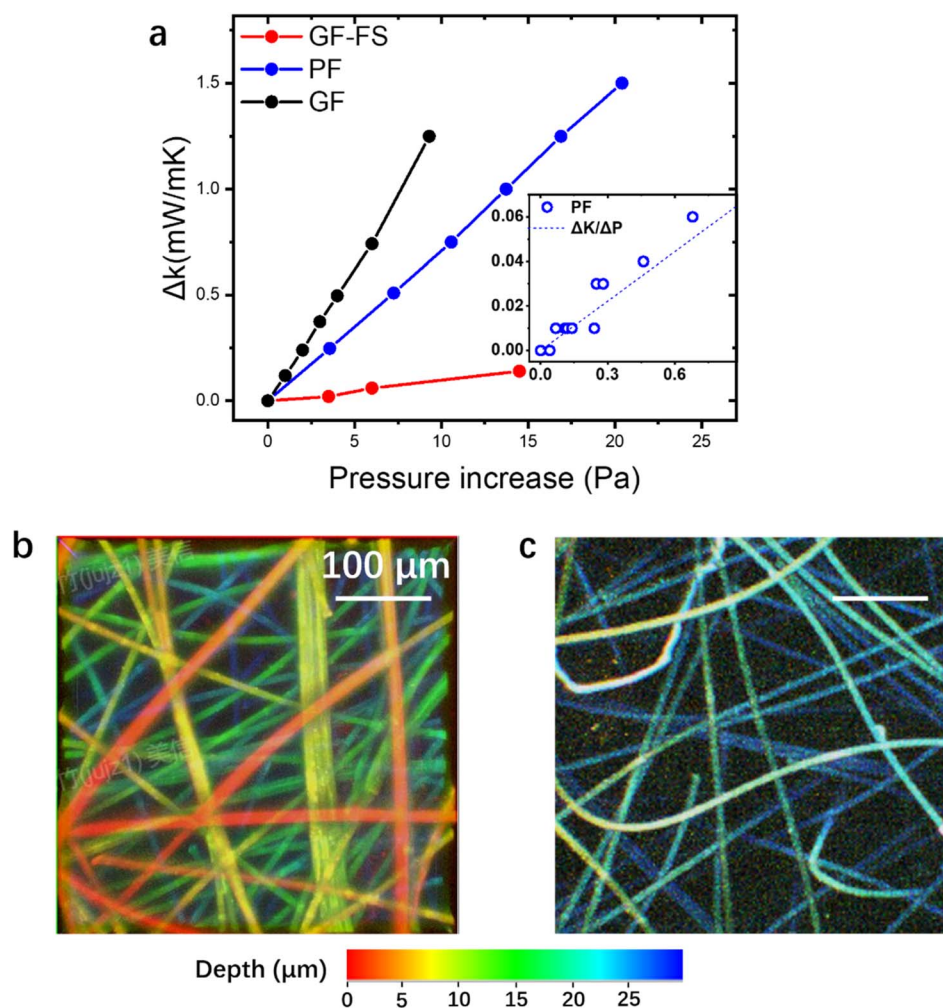 a
GF-FS
PF
GF
Δk(mW/mK)
1.5
1.0
0.5
0.0
0
5
10
15
20
25
Pressure increase (Pa)
PF
ΔK/ΔP
0.06
0.04
0.02
0.00
0.0
0.3
0.6
b
100 μm
c
Depth (μm)
0
5
10
15
20
25